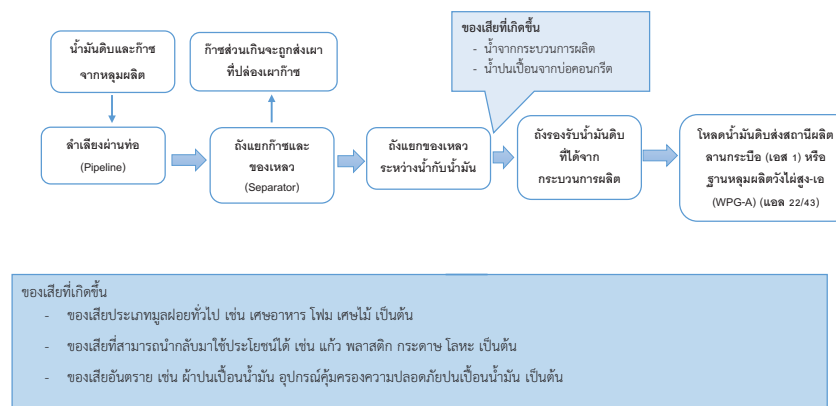 น้ำมันดิบและก๊าซ
จากหลุมผลิต
ก๊าซส่วนเกินจะถูกส่งเผา
ที่ปล่องเผาก๊าซ
ของเสียที่เกิดขึ้น
- น้ำจากกระบวนการผลิต
- น้ำปนเปื้อนจากบ่อคอนกรีต
ลำเลียงผ่านท่อ
(Pipeline)
ถังแยกก๊าซและ
ของเหลว
(Separator)
ถังแยกของเหลว
ระหว่างน้ำกับน้ำมัน
ถังรองรับน้ำมันดิบ
ที่ได้จาก
กระบวนการผลิต
โหลดน้ำมันดิบส่งสถานีผลิต
ลานกระบือ (เอส 1) หรือ
ฐานหลุมผลิตวังไผ่สูง-เอ
(WPG-A) (แอล 22/43)
ของเสียที่เกิดขึ้น
- ของเสียประเภทมูลฝอยทั่วไป เช่น เศษอาหาร โฟม เศษไม้ เป็นต้น
- ของเสียที่สามารถนำกลับมาใช้ประโยชน์ได้ เช่น แก้ว พลาสติก กระดาษ โลหะ เป็นต้น
- ของเสียอันตราย เช่น ผ้าปนเปื้อนน้ำมัน อุปกรณ์คุ้มครองความปลอดภัยปนเปื้อนน้ำมัน เป็นต้น